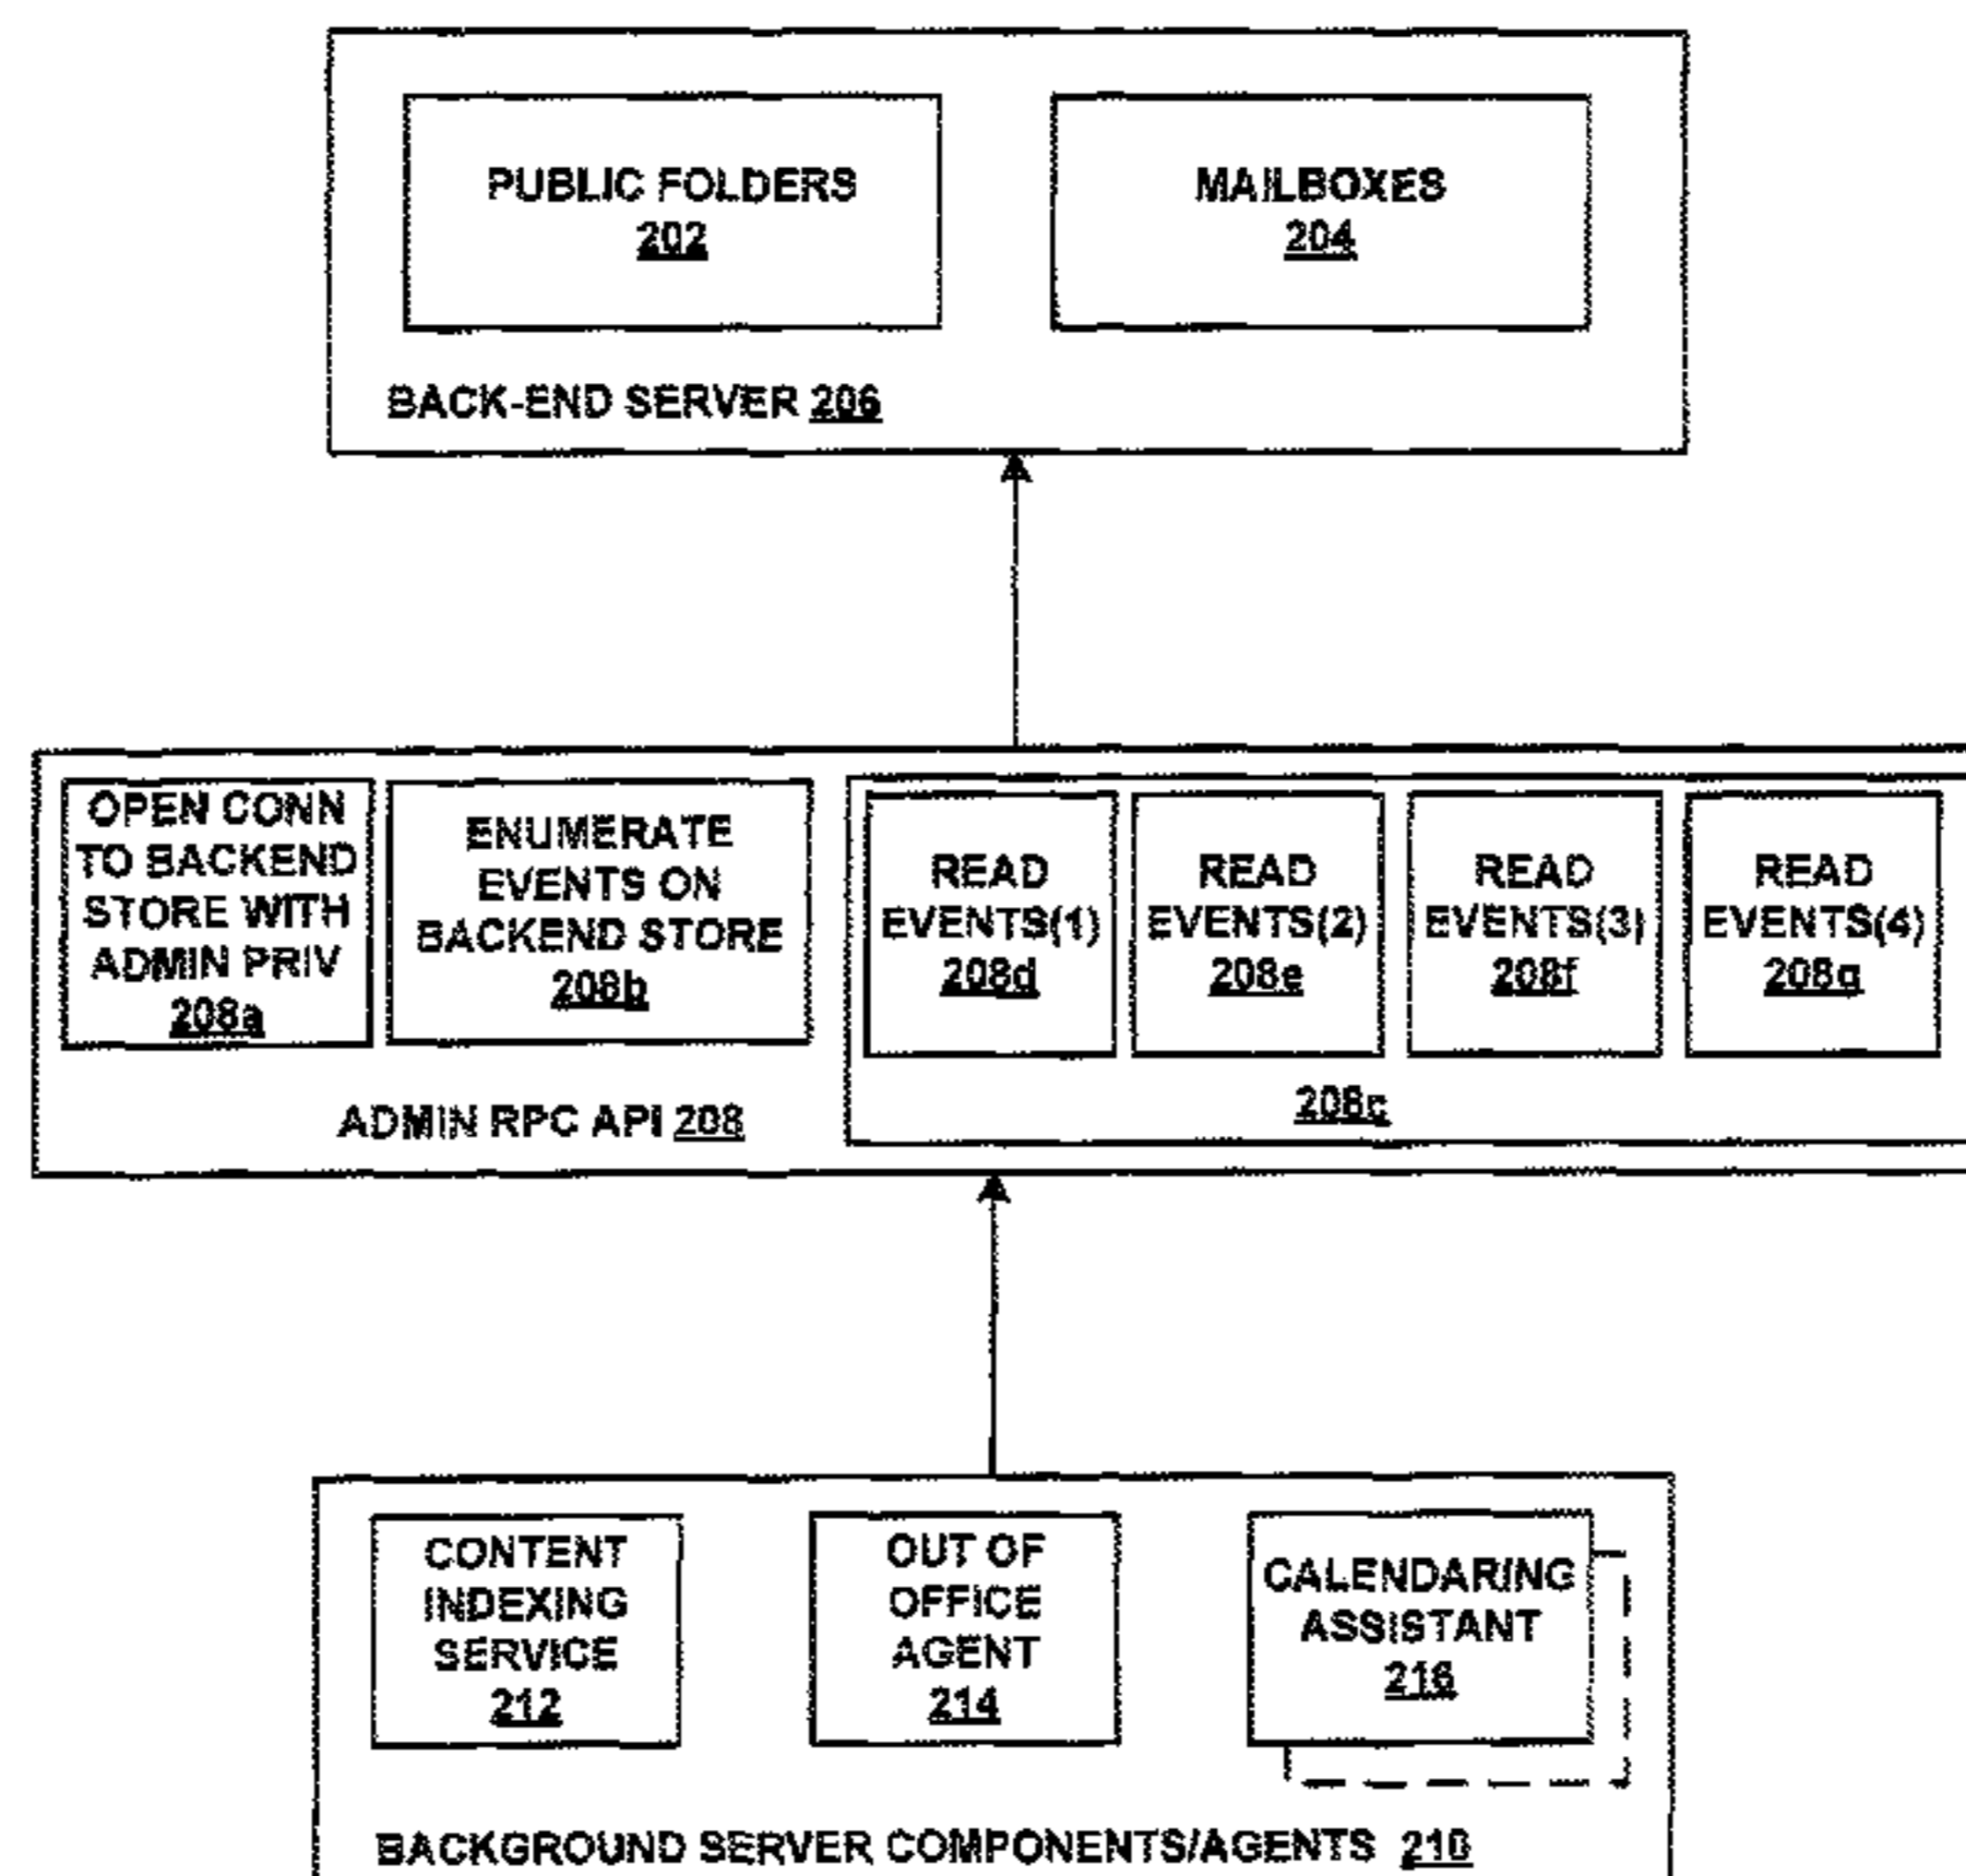 PUBLIC FOLDERS
202
MAILBOXES
204
BACK-END SERVER 206
OPEN CONN
TO BACKEND
STORE WITH
ADMIN PRIV
208a
ENUMERATE
EVENTS ON
BACKEND STORE
208b
READ
EVENTS(1)
208d
READ
EVENTS(2)
208e
READ
EVENTS(3)
208f
READ
EVENTS(4)
208g
208c
ADMIN RPC API 208
CONTENT
INDEXING
SERVICE
212
OUT OF
OFFICE
AGENT
214
CALENDARING
ASSISTANT
216
BACKGROUND SERVER COMPONENTS/AGENTS 210